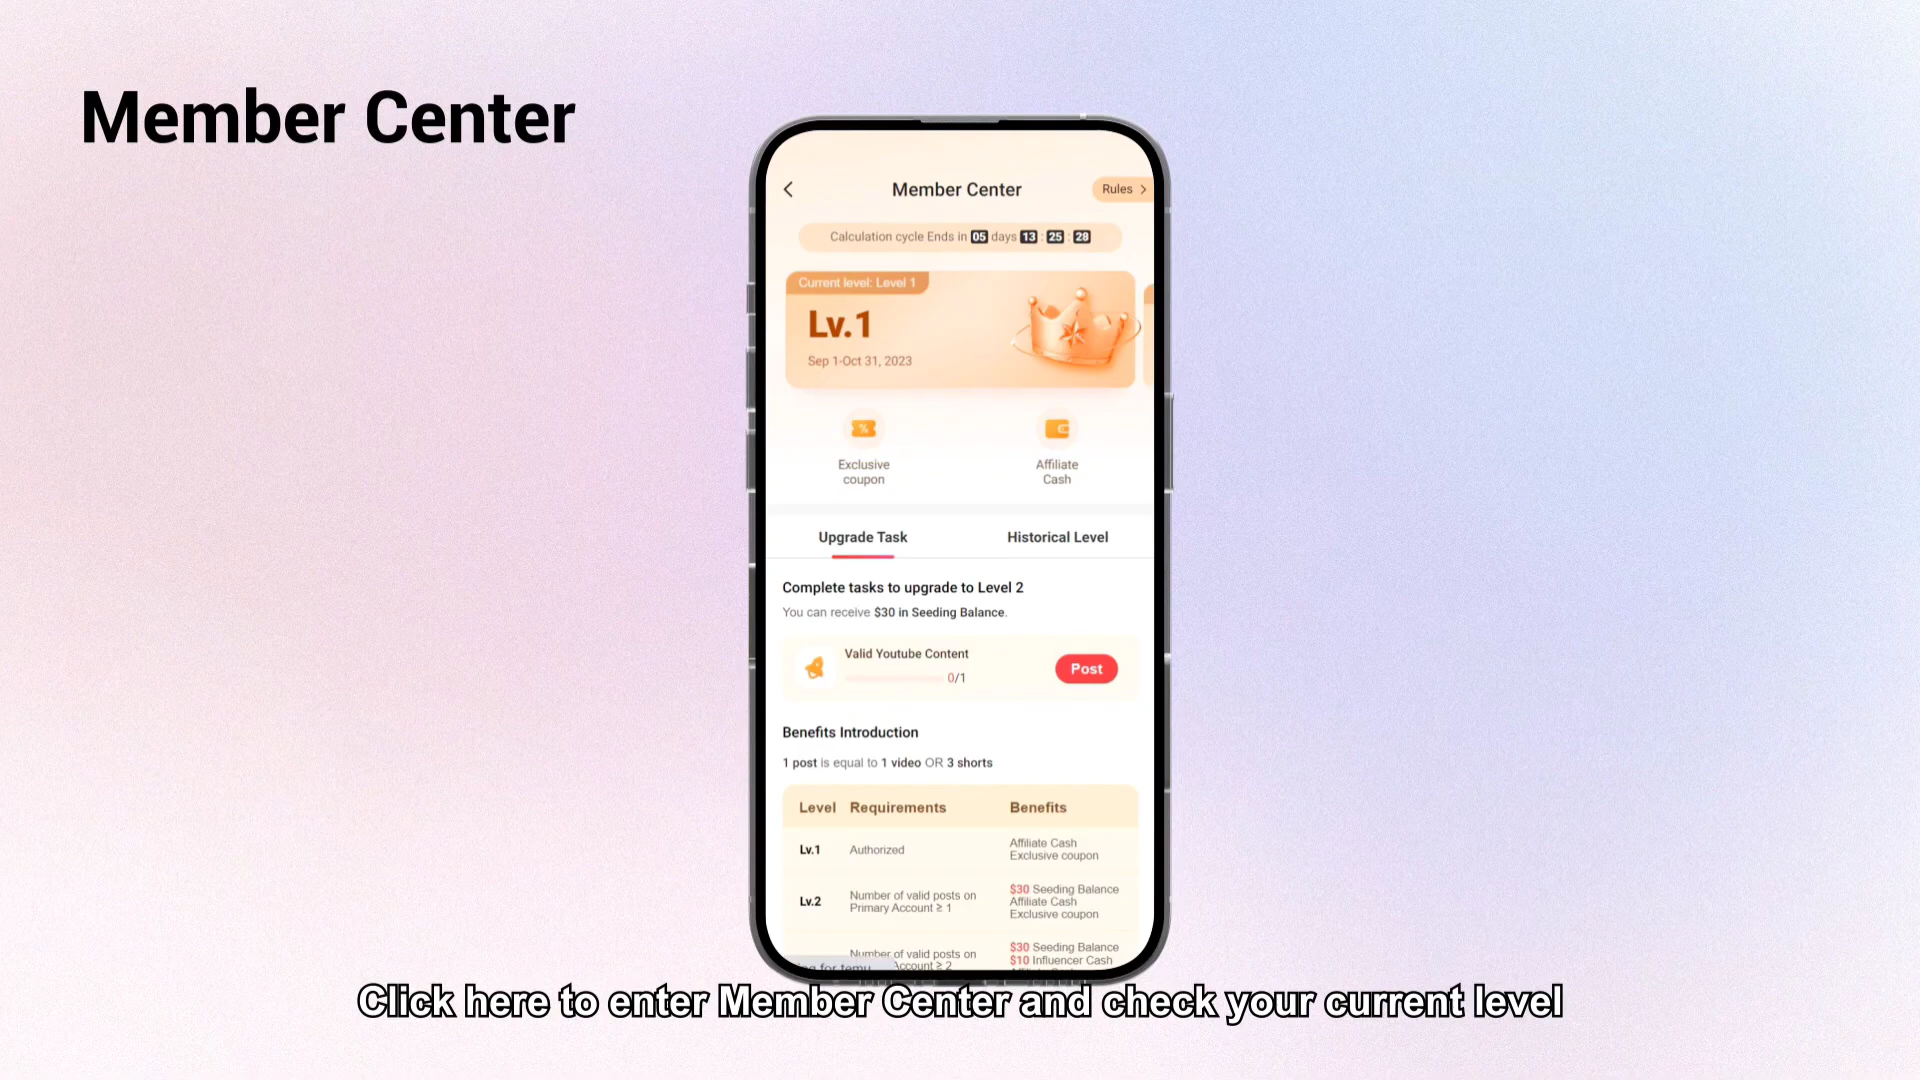 Member Center
Member Center
Rules
Calculation cycle Ends in 05 days 13 : 25 : 28
Current level: Level 1
Lv.1
Sep 1-Oct 31, 2023
Exclusive
coupon
Affiliate
Cash
Upgrade Task
Historical Level
Complete tasks to upgrade to Level 2
You can receive $30 in Seeding Balance.
Valid Youtube Content
0/1
Post
Benefits Introduction
1 post is equal to 1 video OR 3 shorts
Level Requirements Benefits
Lv.1
Authorized
Affiliate Cash
Exclusive coupon
Lv.2
Number of valid posts on
Primary Account ≥ 1
$30 Seeding Balance
Affiliate Cash
Exclusive coupon
Number of valid posts on
Account ≥ 2
$30 Seeding Balance
$10 Influencer Cash
for temu
Click here to enter Member Center and check your current level